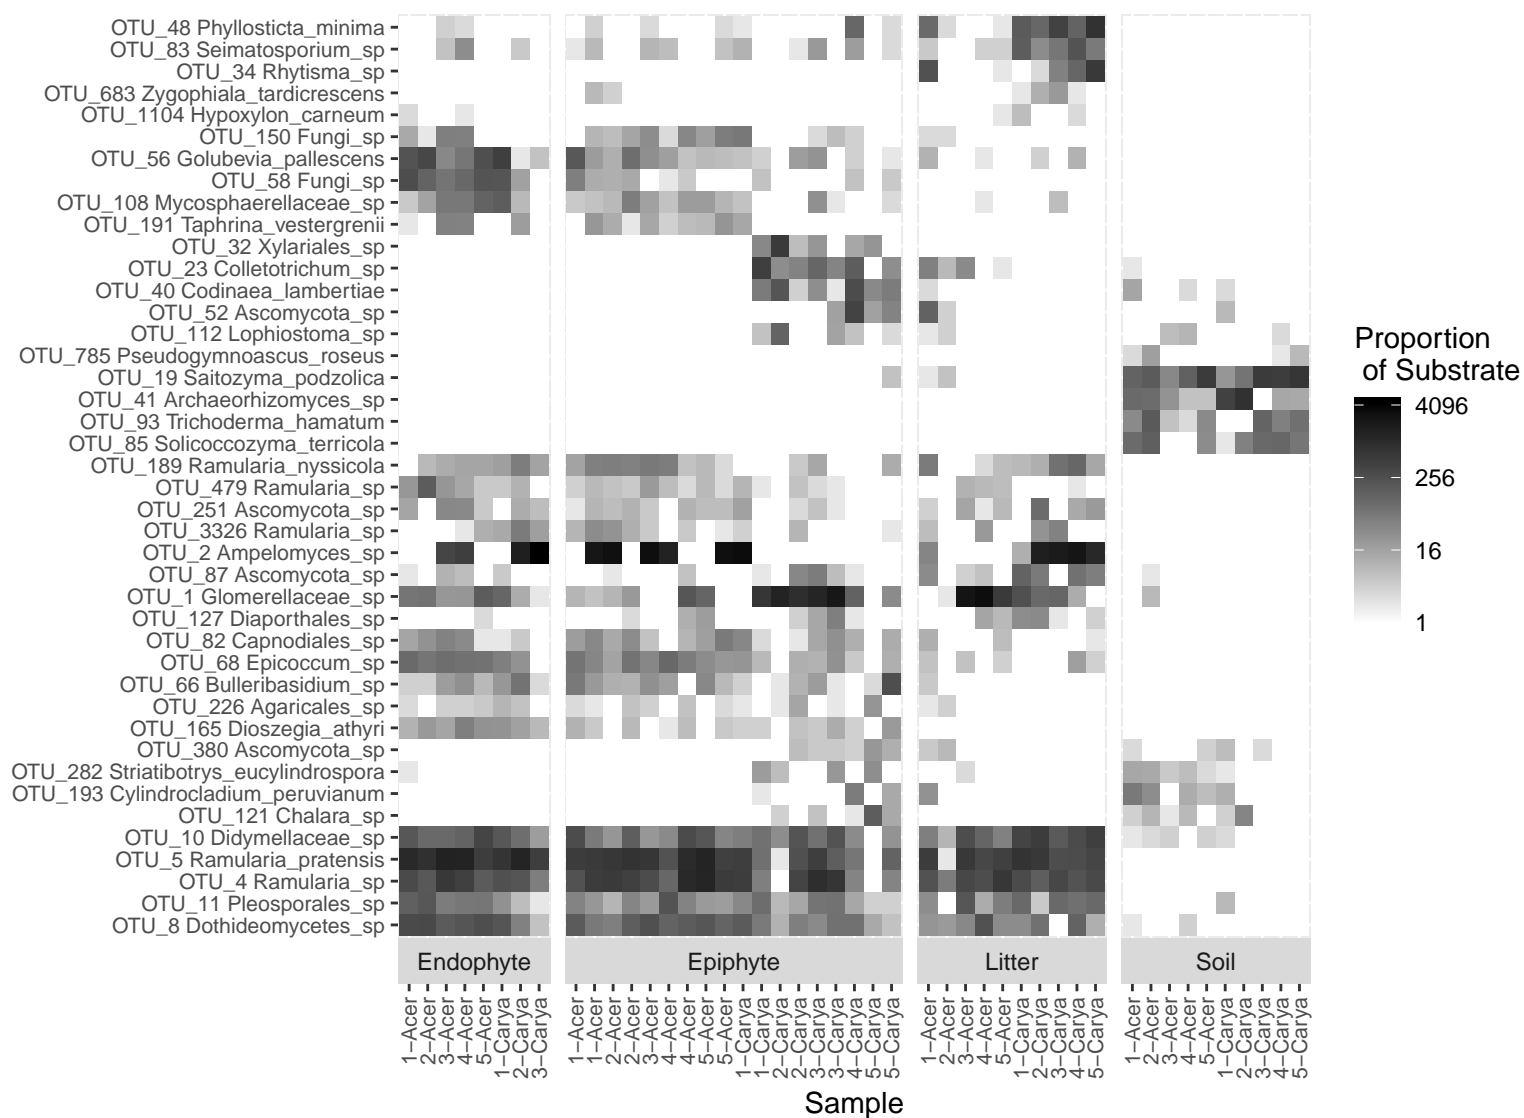 OTU_48 Phyllosticta_minima
OTU_83 Seimatosporium_sp
OTU_34 Rhytisma_sp
OTU_683 Zygophiala_tardicrescens
OTU_1104 Hypoxylon_carneum
OTU_150 Fungi_sp
OTU_56 Golubevia_pallescens
OTU_58 Fungi_sp
OTU_108 Mycosphaerellaceae_sp
OTU_191 Taphrina_vestergrenii
OTU_32 Xylariales_sp
OTU_23 Colletotrichum_sp
OTU_40 Codinaea_lambertiae
OTU_52 Ascomycota_sp
OTU_112 Lophiostoma_sp
OTU_785 Pseudogymnoascus_roseus
OTU_19 Saitozyma_podzolica
OTU_41 Archaeorhizomyces_sp
OTU_93 Trichoderma_hamatum
OTU_85 Solicoccozyma_terricola
OTU_189 Ramularia_nyssicola
OTU_479 Ramularia_sp
OTU_251 Ascomycota_sp
OTU_3326 Ramularia_sp
OTU_2 Ampelomyces_sp
OTU_87 Ascomycota_sp
OTU_1 Glomerellaceae_sp
OTU_127 Diaporthales_sp
OTU_82 Capnodiales_sp
OTU_68 Epicoccum_sp
OTU_66 Bulleribasidium_sp
OTU_226 Agaricales_sp
OTU_165 Dioszegia_athyri
OTU_380 Ascomycota_sp
OTU_282 Striatibotrys_eucylindrospora
OTU_193 Cylindrocladium_peruvianum
OTU_121 Chalara_sp
OTU_10 Didymellaceae_sp
OTU_5 Ramularia_pratensis
OTU_4 Ramularia_sp
OTU_11 Pleosporales_sp
OTU_8 Dothideomycetes_sp
Endophyte
Epiphyte
Litter
Soil
1−Acer
2−Acer
3−Acer
4−Acer
5−Acer
1−Carya
2−Carya
3−Carya
1−Acer
1−Acer
2−Acer
2−Acer
3−Acer
4−Acer
4−Acer
5−Acer
5−Acer
1−Carya
1−Carya
2−Carya
2−Carya
3−Carya
3−Carya
4−Carya
5−Carya
5−Carya
1−Acer
2−Acer
3−Acer
4−Acer
5−Acer
1−Carya
2−Carya
3−Carya
4−Carya
5−Carya
1−Acer
2−Acer
3−Acer
4−Acer
5−Acer
1−Carya
2−Carya
3−Carya
4−Carya
5−Carya
Sample
Proportion
of Substrate
4096
256
16
1